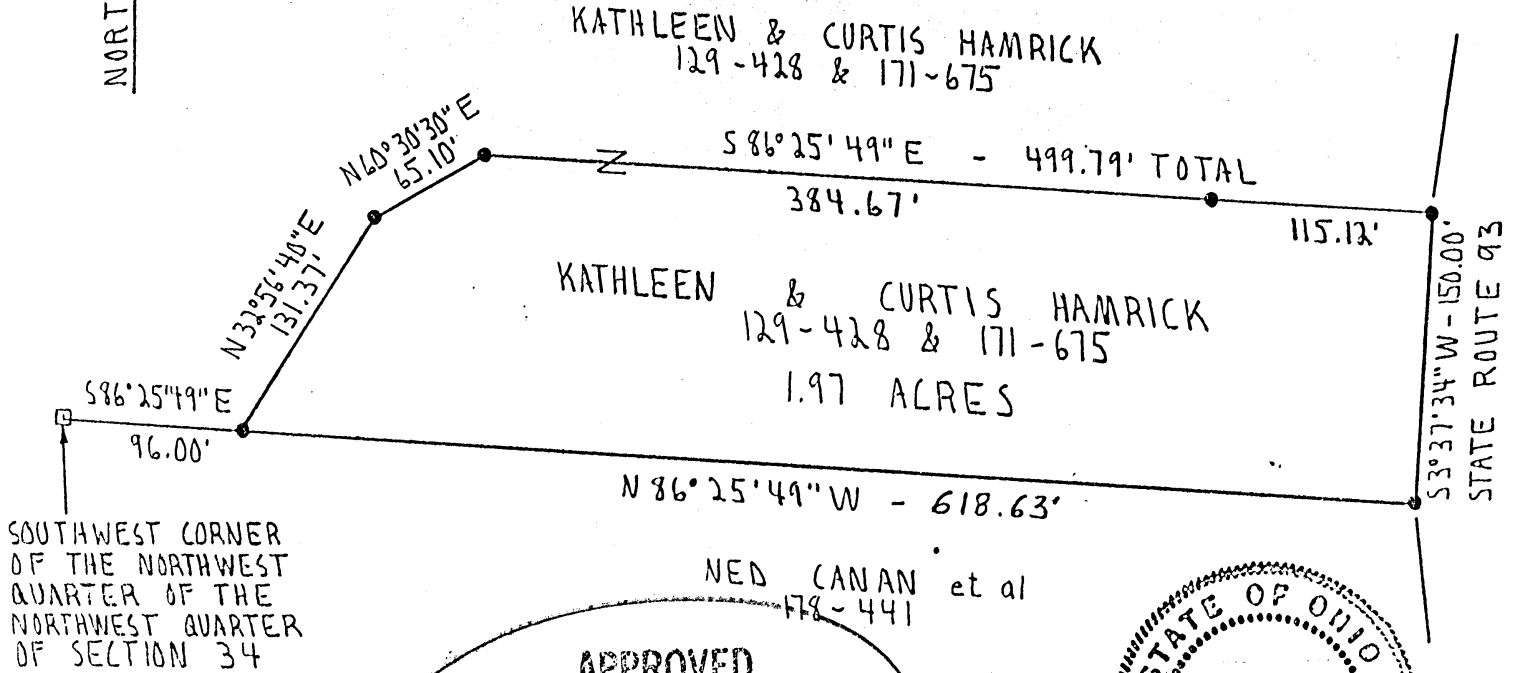 NORT
KATHLEEN & CURTIS HAMRICK
129-428 & 171-675
N60°30'30"E
65.10'
S86°25'49"E - 499.79' TOTAL
384.67'
115.12'
N32°56'40"E
131.37'
KATHLEEN & CURTIS HAMRICK
129-428 & 171-675
1.97 ACRES
S3°37'34"W-150.00'
STATE ROUTE 93
S86°25"49"E
96.00'
N86°25'49"W - 618.63'
SOUTHWEST CORNER
OF THE NORTHWEST
QUARTER OF THE
NORTHWEST QUARTER
OF SECTION 34
NED CANAN et al
178-441
APPROVED
STATE OF OHIO